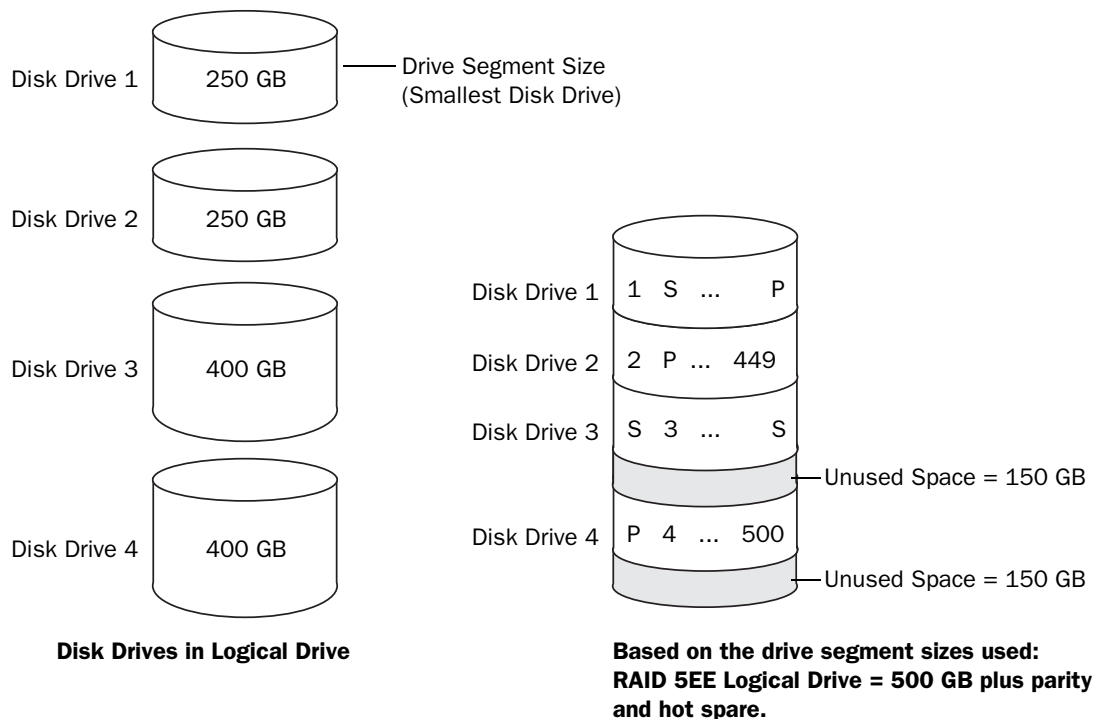 Disk Drive 1
250 GB
Drive Segment Size
(Smallest Disk Drive)
Disk Drive 2
250 GB
Disk Drive 3
400 GB
Disk Drive 4
400 GB
Disk Drives in Logical Drive
Disk Drive 1
1 S ... P
Disk Drive 2
2 P ... 449
Disk Drive 3
S 3 ... S
Unused Space = 150 GB
Disk Drive 4
P 4 ... 500
Unused Space = 150 GB
Based on the drive segment sizes used:
RAID 5EE Logical Drive = 500 GB plus parity
and hot spare.